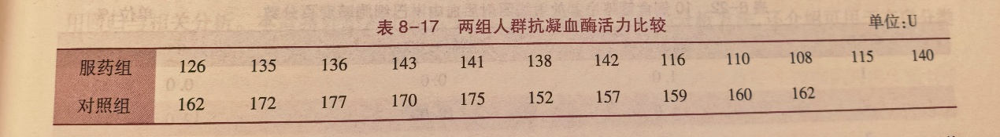 表 8-17 两组人群抗凝血酶活力比较 单位:U
服药组 126 135 136 143 141 138 142 116 110 108 115 140
对照组 162 172 177 170 175 152 157 159 160 162